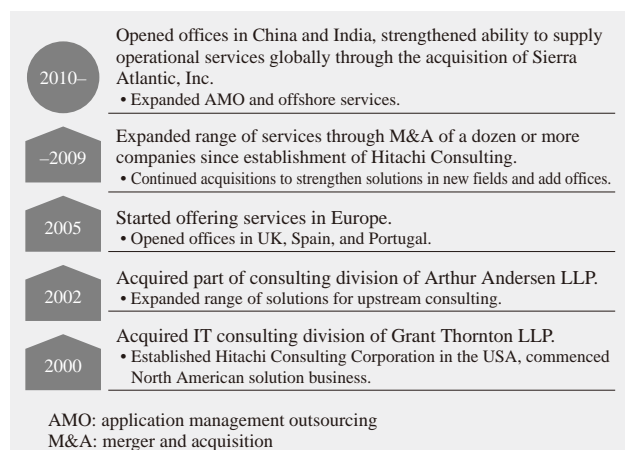 2010–
Opened offices in China and India, strengthened ability to supply
operational services globally through the acquisition of Sierra
Atlantic, Inc.
• Expanded AMO and offshore services.
–2009
Expanded range of services through M&A of a dozen or more
companies since establishment of Hitachi Consulting.
• Continued acquisitions to strengthen solutions in new fields and add offices.
2005
Started offering services in Europe.
• Opened offices in UK, Spain, and Portugal.
2002
Acquired part of consulting division of Arthur Andersen LLP.
• Expanded range of solutions for upstream consulting.
2000
Acquired IT consulting division of Grant Thornton LLP.
• Established Hitachi Consulting Corporation in the USA, commenced
North American solution business.
AMO: application management outsourcing
M&A: merger and acquisition